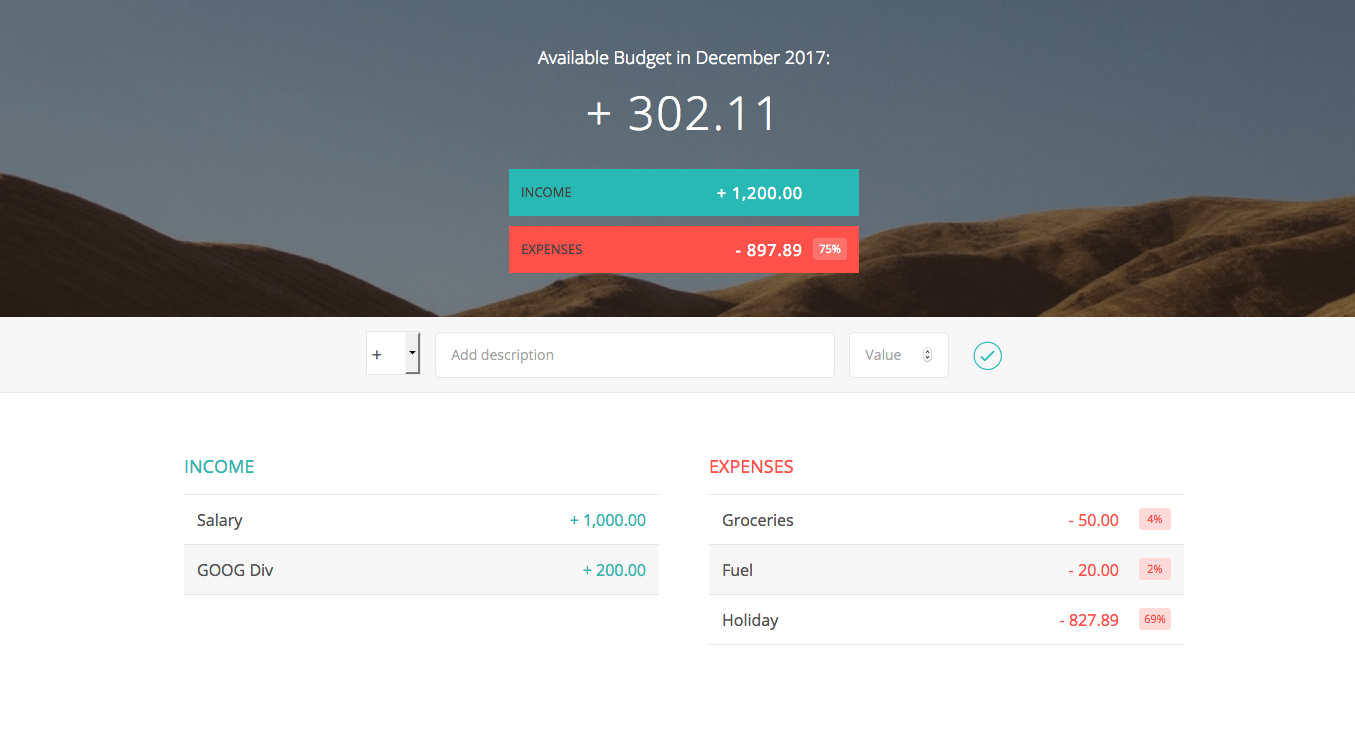 Available Budget in December 2017:
+ 302.11
INCOME + 1,200.00
EXPENSES - 897.89 75%
+ Add description Value
INCOME
Salary + 1,000.00
GOOG Div + 200.00
EXPENSES
Groceries - 50.00 4%
Fuel - 20.00 2%
Holiday - 827.89 69%